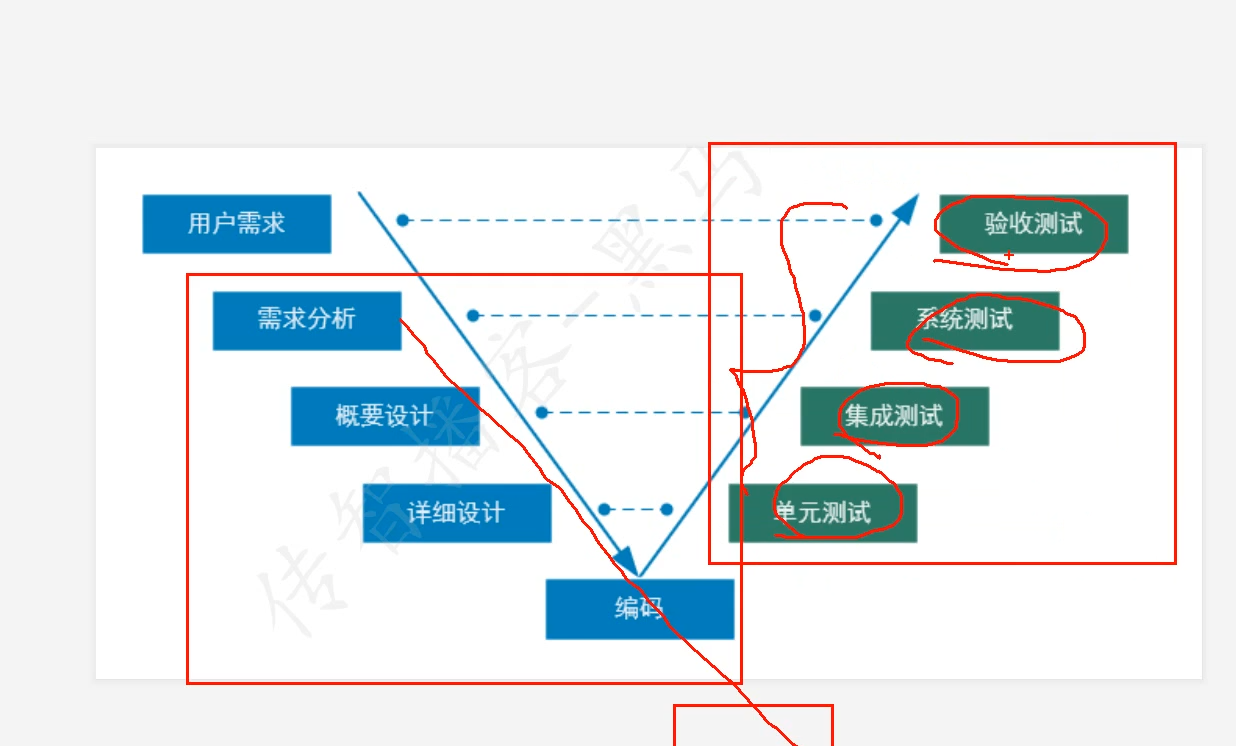 用户需求
验收测试
需求分析
系统测试
概要设计
集成测试
详细设计
单元测试
编码
传智播客-黑马